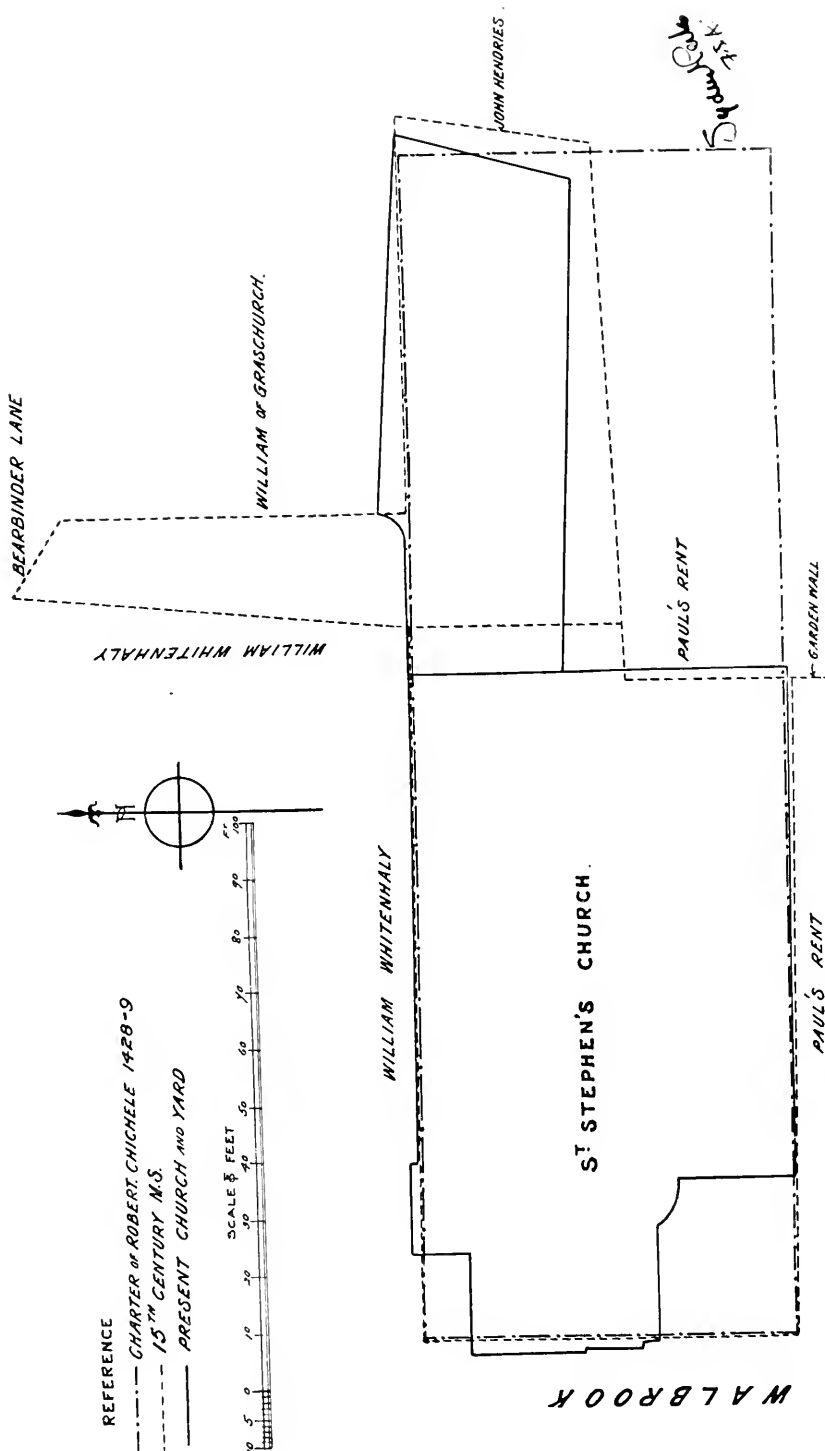 REFERENCE
CHARTER OF ROBERT CHICHELE 1428-9
15TH CENTURY M.S.
PRESENT CHURCH AND YARD
SCALE OF FEET
10 5 0 10 20 30 40 50 60 70 80 90 100 FT
BEARBINDER LANE
WILLIAM OF GRASCHURCH.
WILLIAM WHITENHALY
JOHN HENDRIES.
WILLIAM WHITENHALY
ST STEPHEN'S CHURCH.
PAUL'S RENT
GARDEN WALL
PAUL'S RENT
WALBROOK